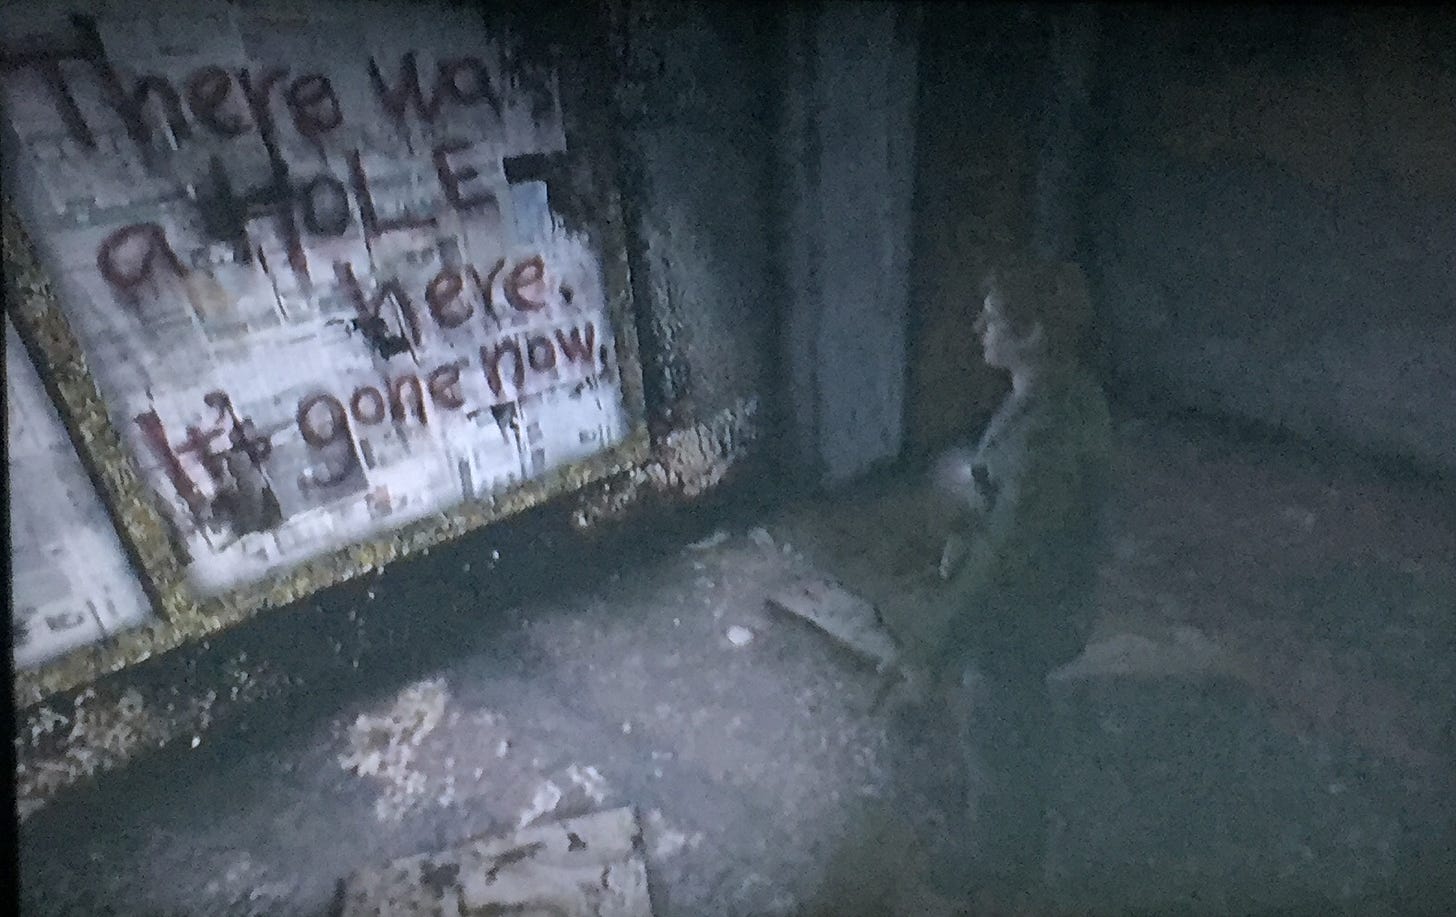 There was
a HOLE
here.
It's gone now.